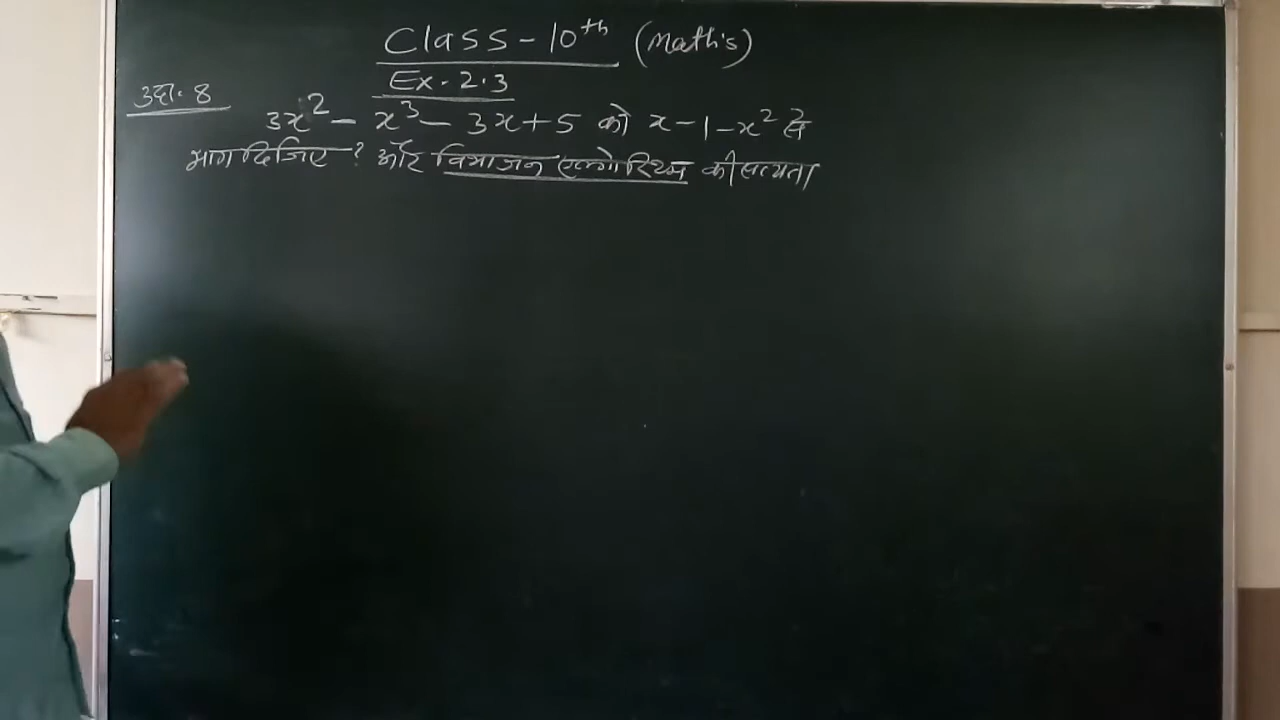 Class - 10th (Math's)
Ex. 2.3
उदा. 8
3x² - x³ - 3x + 5 को x - 1 - x² से
भाग दिजिए ? और विभाजन एल्गोरिथम की सत्यता